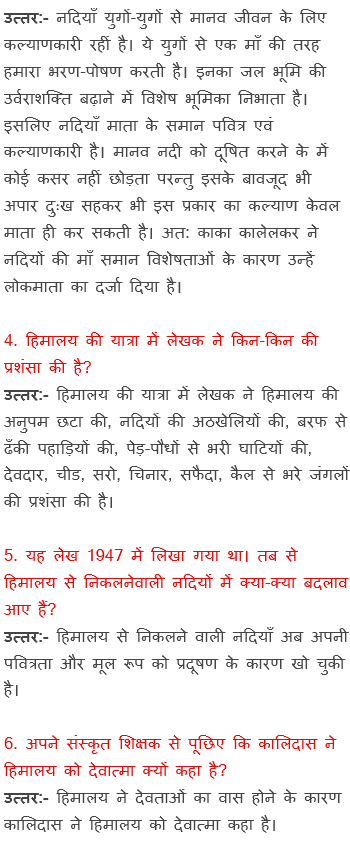 उत्तर:- नदियाँ युगों-युगों से मानव जीवन के लिए
कल्याणकारी रहीं है। ये युगों से एक माँ की तरह
हमारा भरण-पोषण करती है। इनका जल भूमि की
उर्वराशक्ति बढ़ाने में विशेष भूमिका निभाता है।
इसलिए नदियाँ माता के समान पवित्र एवं
कल्याणकारी है। मानव नदी को दूषित करने के में
कोई कसर नहीं छोड़ता परन्तु इसके बावजूद भी
अपार दुःख सहकर भी इस प्रकार का कल्याण केवल
माता ही कर सकती है। अत: काका कालेलकर ने
नदियों की माँ समान विशेषताओं के कारण उन्हें
लोकमाता का दर्जा दिया है।
4. हिमालय की यात्रा में लेखक ने किन-किन की
प्रशंसा की है?
उत्तर:- हिमालय की यात्रा में लेखक ने हिमालय की
अनुपम छटा की, नदियों की अठखेलियों की, बरफ से
ढँकी पहाड़ियों की, पेड़-पौधों से भरी घाटियों की,
देवदार, चीड, सरो, चिनार, सफैदा, कैल से भरे जंगलों
की प्रशंसा की है।
5. यह लेख 1947 में लिखा गया था। तब से
हिमालय से निकलनेवाली नदियों में क्या-क्या बदलाव
आए हैं?
उत्तर:- हिमालय से निकलने वाली नदियाँ अब अपनी
पवित्रता और मूल रूप को प्रदूषण के कारण खो चुकी
है।
6. अपने संस्कृत शिक्षक से पूछिए कि कालिदास ने
हिमालय को देवात्मा क्यों कहा है?
उत्तर:- हिमालय ने देवताओं का वास होने के कारण
कालिदास ने हिमालय को देवात्मा कहा है।